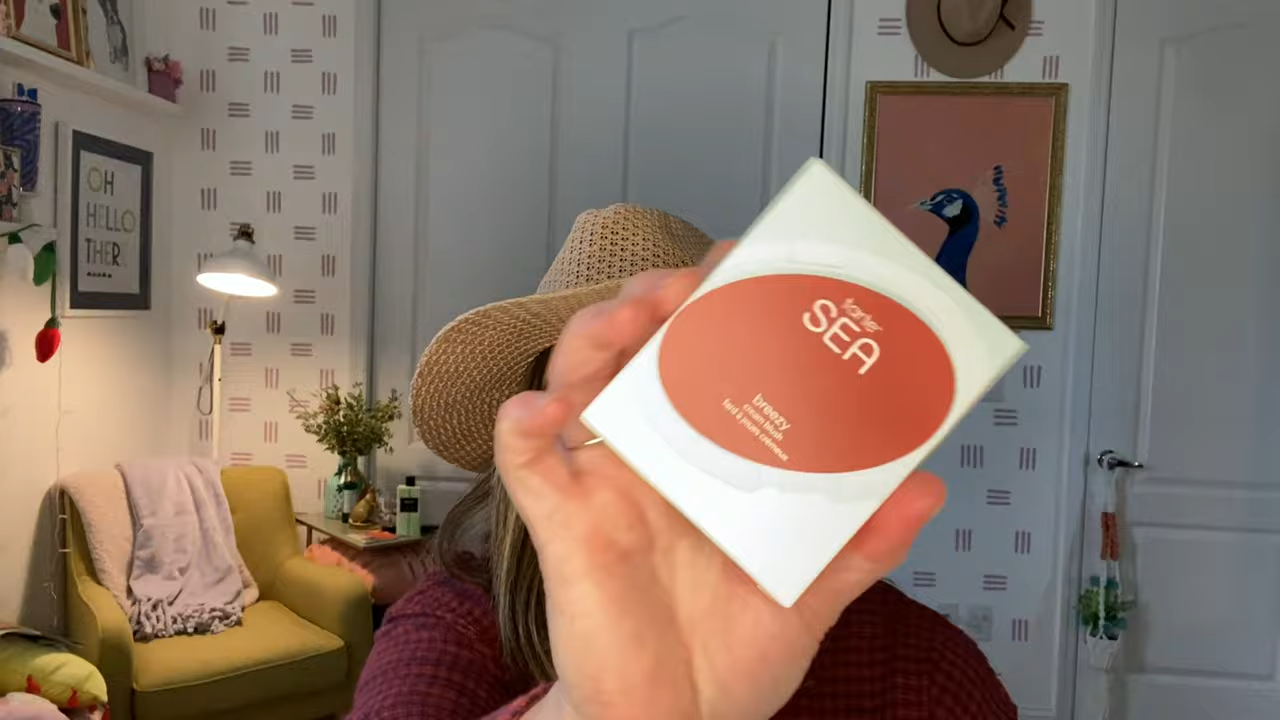 OH
HELLO
THER
tarte
SEA
breezy
cream blush
fard à joues crémeux